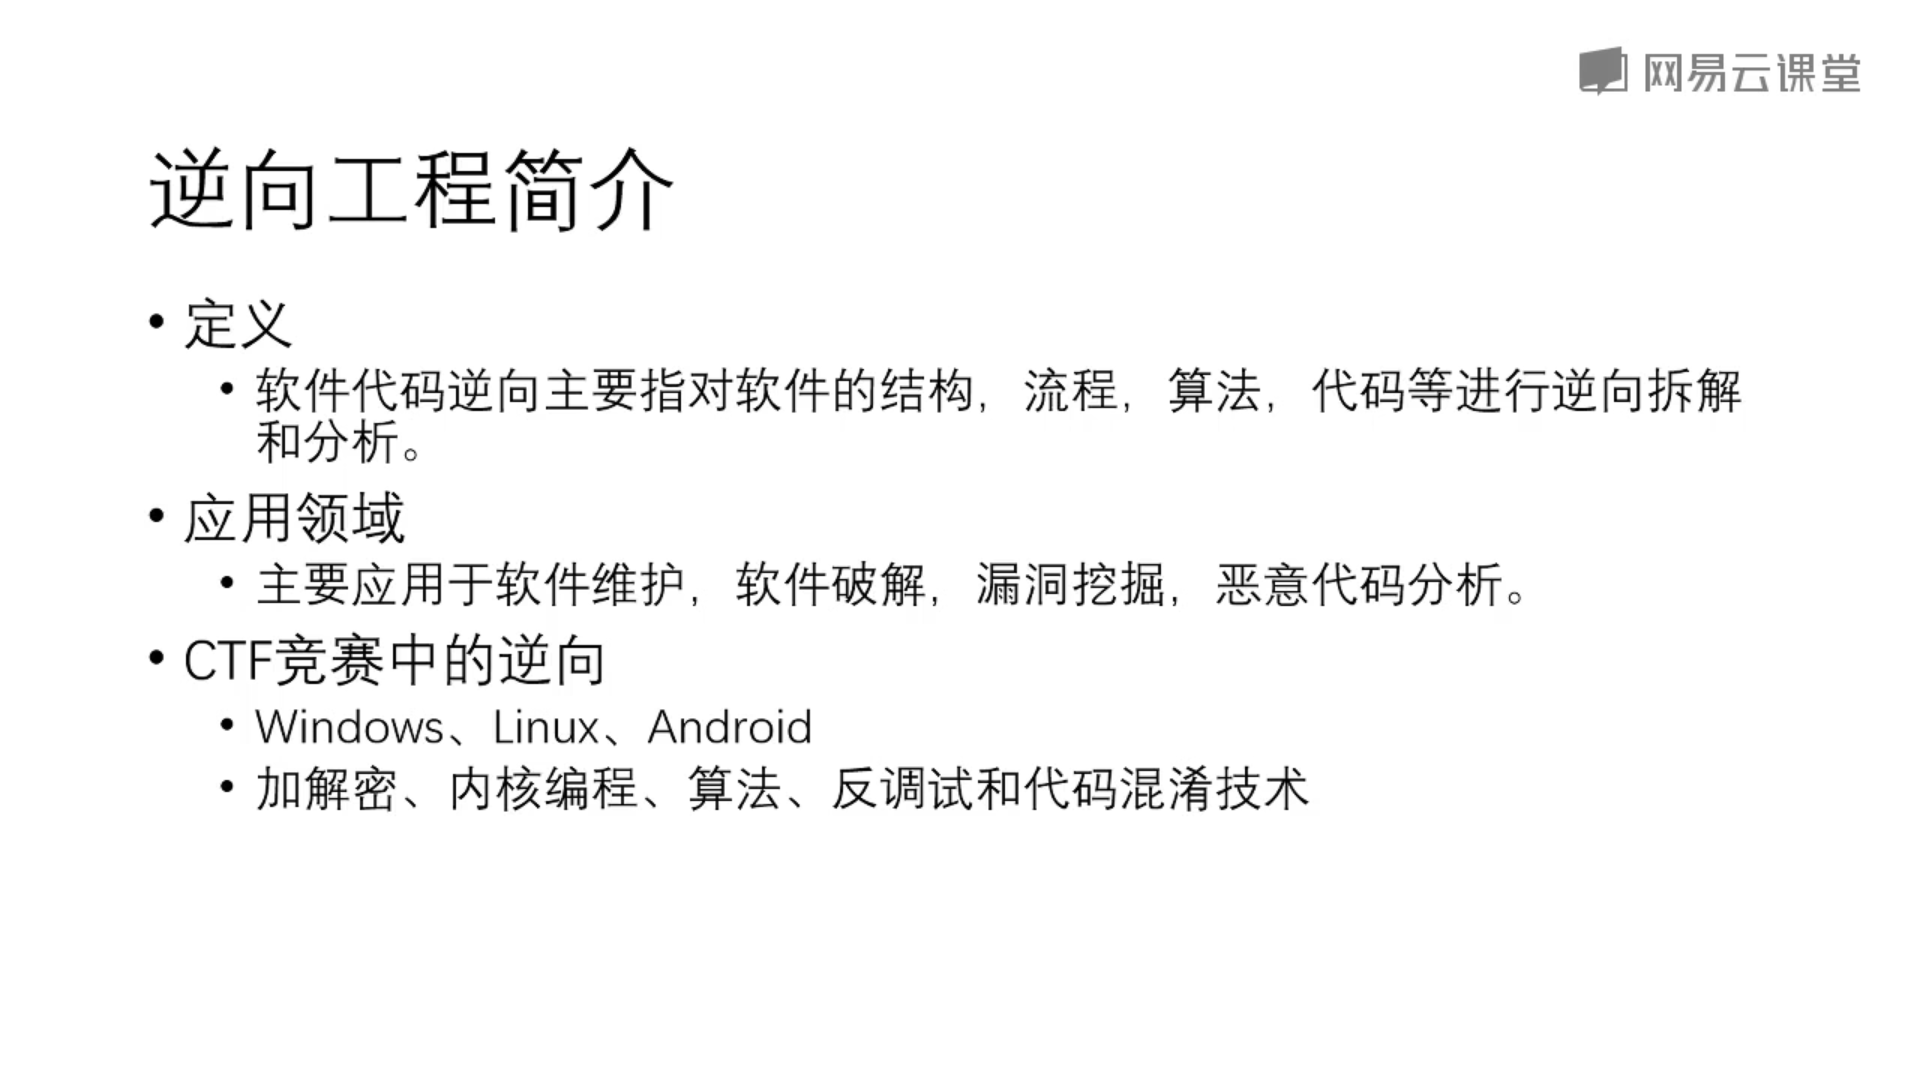 网易云课堂
逆向工程简介
• 定义
• 软件代码逆向主要指对软件的结构，流程，算法，代码等进行逆向拆解
和分析。
• 应用领域
• 主要应用于软件维护，软件破解，漏洞挖掘，恶意代码分析。
• CTF竞赛中的逆向
• Windows、Linux、Android
• 加解密、内核编程、算法、反调试和代码混淆技术